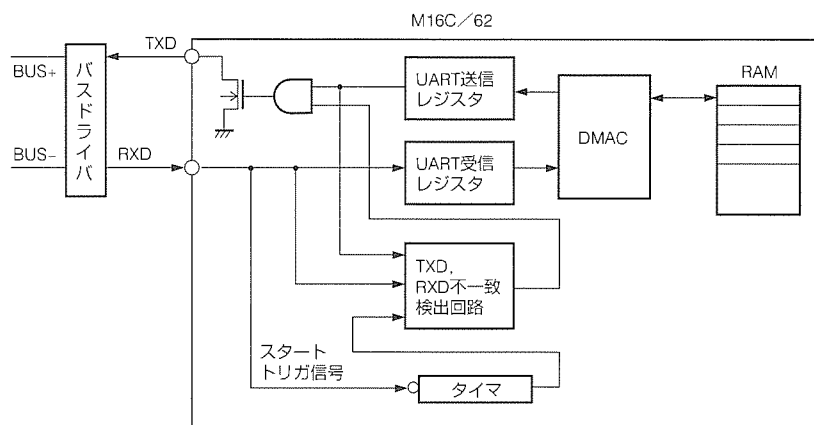 M16C／62
TXD
BUS+
バスドライバ
BUS−
RXD
UART送信
レジスタ
DMAC
RAM
UART受信
レジスタ
TXD,
RXD不一致
検出回路
スタート
トリガ信号
タイマ